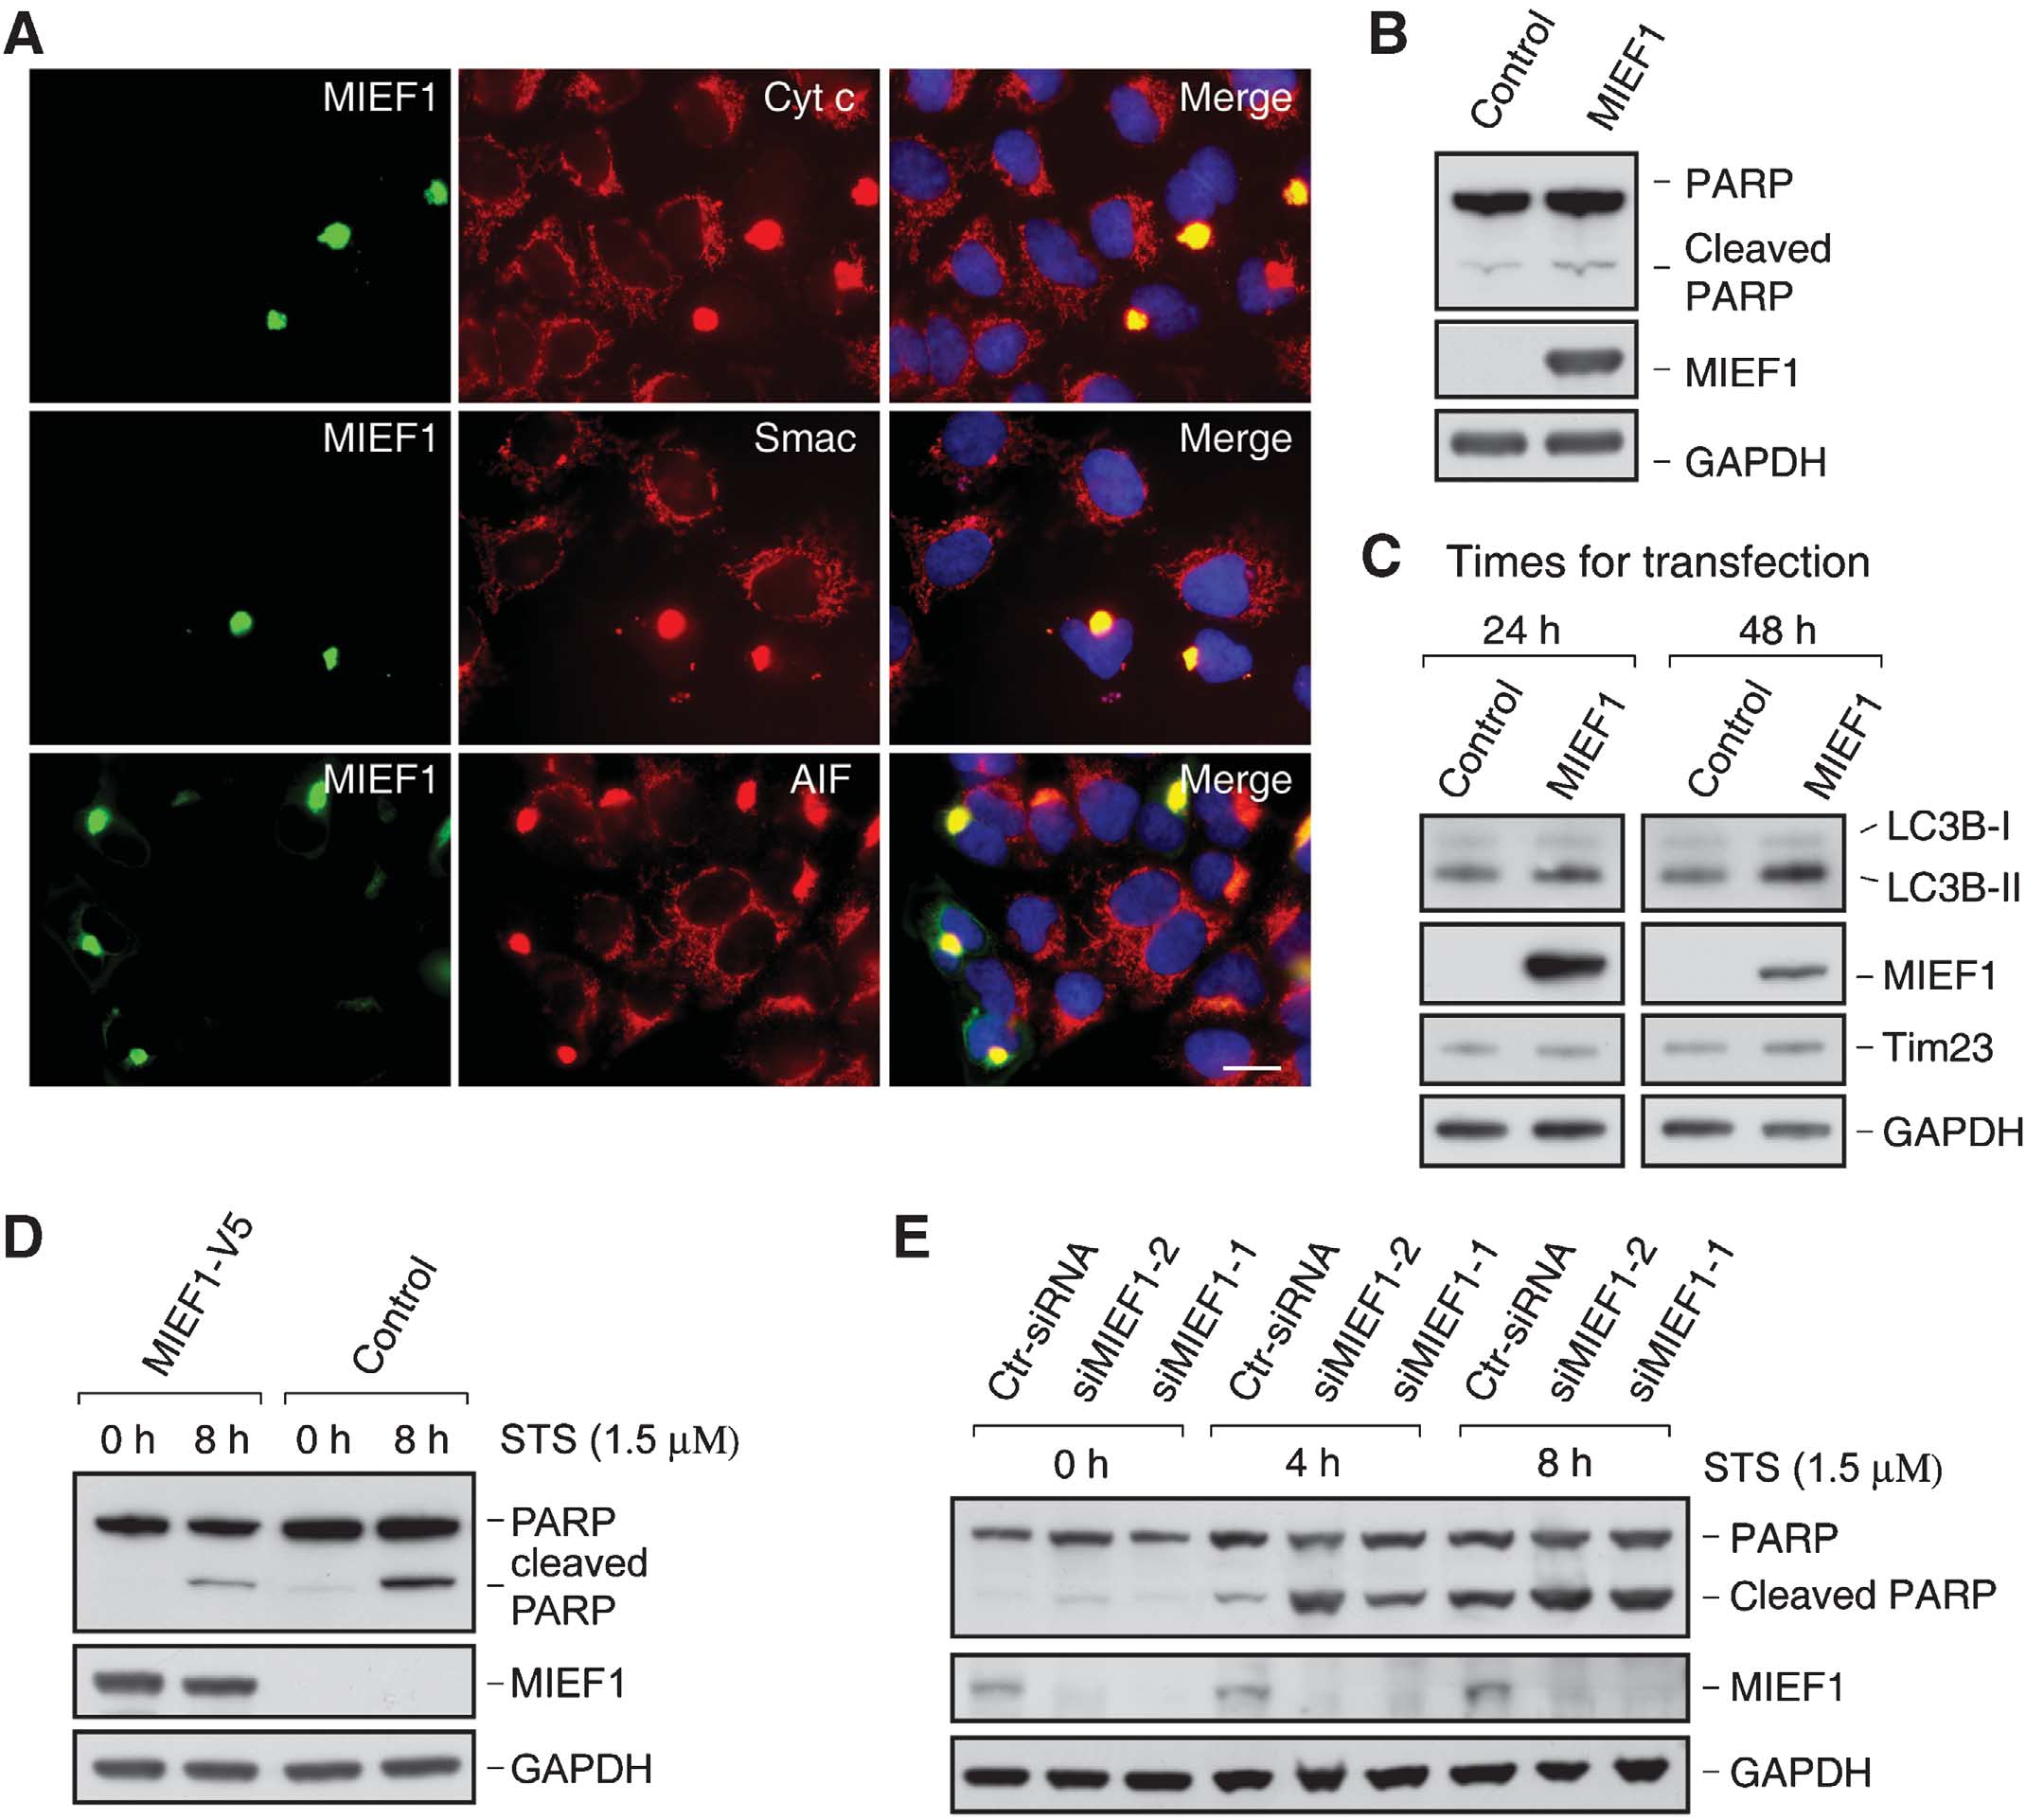 A
MIEF1
Cyt c
Merge
MIEF1
Smac
Merge
MIEF1
AIF
Merge
B
Control
MIEF1
PARP
Cleaved
PARP
MIEF1
GAPDH
C
Times for transfection
24 h
48 h
Control
MIEF1
Control
MIEF1
LC3B-I
LC3B-II
MIEF1
Tim23
GAPDH
D
MIEF1-V5
Control
0 h
8 h
0 h
8 h
STS (1.5 μM)
PARP
cleaved
PARP
MIEF1
GAPDH
E
Ctr-siRNA
siMIEF1-2
siMIEF1-1
Ctr-siRNA
siMIEF1-2
siMIEF1-1
Ctr-siRNA
siMIEF1-2
siMIEF1-1
0 h
4 h
8 h
STS (1.5 μM)
PARP
Cleaved PARP
MIEF1
GAPDH